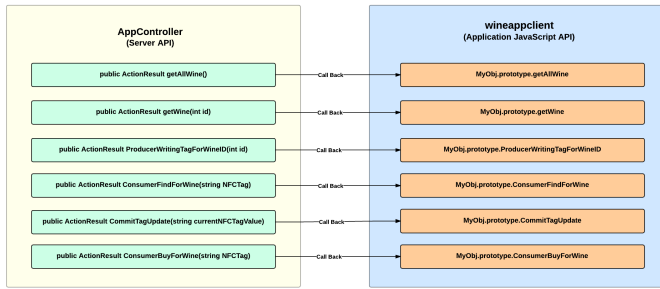 AppController
(Server API)
wineappclient
(Application JavaScript API)
public ActionResult getAllWine()
Call Back
MyObj.prototype.getAllWine
public ActionResult getWine(int id)
Call Back
MyObj.prototype.getWine
public ActionResult ProducerWritingTagForWineID(int id)
Call Back
MyObj.prototype.ProducerWritingTagForWineID
public ActionResult ConsumerFindForWine(string NFCTag)
Call Back
MyObj.prototype.ConsumerFindForWine
public ActionResult CommitTagUpdate(string currentNFCTagValue)
Call Back
MyObj.prototype.CommitTagUpdate
public ActionResult ConsumerBuyForWine(string NFCTag)
Call Back
MyObj.prototype.ConsumerBuyForWine